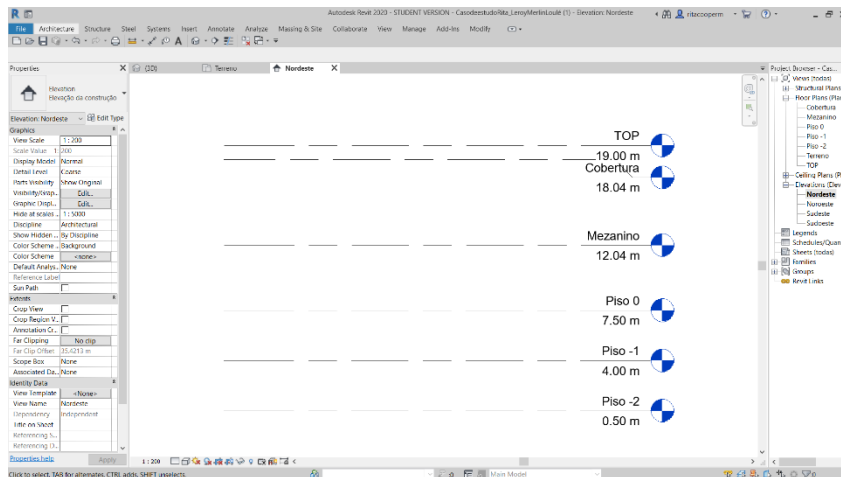 Autodesk Revit 2020 - STUDENT VERSION - CasodeestudoRita_LeroyMerlinLoulé (1) - Elevation: Nordeste
ritacooperm
File Architecture Structure Steel Systems Insert Annotate Analyze Massing & Site Collaborate View Manage Add-Ins Modify
Properties X
(3D) Terreno Nordeste X
Project Browser - Cas...
Elevation
Elevação da construção
Elevation: Nordeste Edit Type
Graphics
View Scale 1 : 200
Scale Value 1: 200
Display Model Normal
Detail Level Coarse
Parts Visibility Show Original
Visibility/Grap... Edit...
Graphic Displ... Edit...
Hide at scales ... 1 : 5000
Discipline Architectural
Show Hidden ... By Discipline
Color Scheme ... Background
Color Scheme <none>
Default Analys... None
Reference Label
Sun Path
Extents
Crop View
Crop Region V...
Annotation Cr...
Far Clipping No clip
Far Clip Offset 35.4213 m
Scope Box None
Associated Da... None
Identity Data
View Template <None>
View Name Nordeste
Dependency Independent
Title on Sheet
Referencing S...
Referencing D...
Properties help Apply
TOP
19.00 m
Cobertura
18.04 m
Mezanino
12.04 m
Piso 0
7.50 m
Piso -1
4.00 m
Piso -2
0.50 m
Views (todas)
Structural Plans
Floor Plans (Pla
Cobertura
Mezanino
Piso 0
Piso -1
Piso -2
Terreno
TOP
Ceiling Plans (P
Elevations (Elev
Nordeste
Noroeste
Sudeste
Sudoeste
Legends
Schedules/Quan
Sheets (todas)
Families
Groups
Revit Links
1 : 200
Click to select, TAB for alternates, CTRL adds, SHIFT unselects.
Main Model